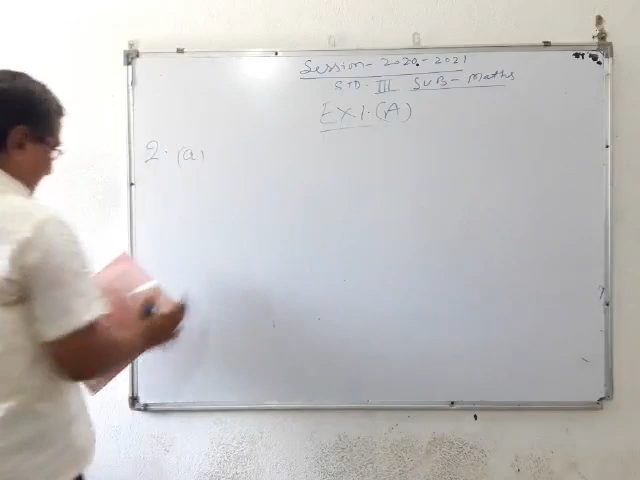 Session - 2020 - 2021
STD. III SUB - Maths
EX 1. (A)
2. (a)